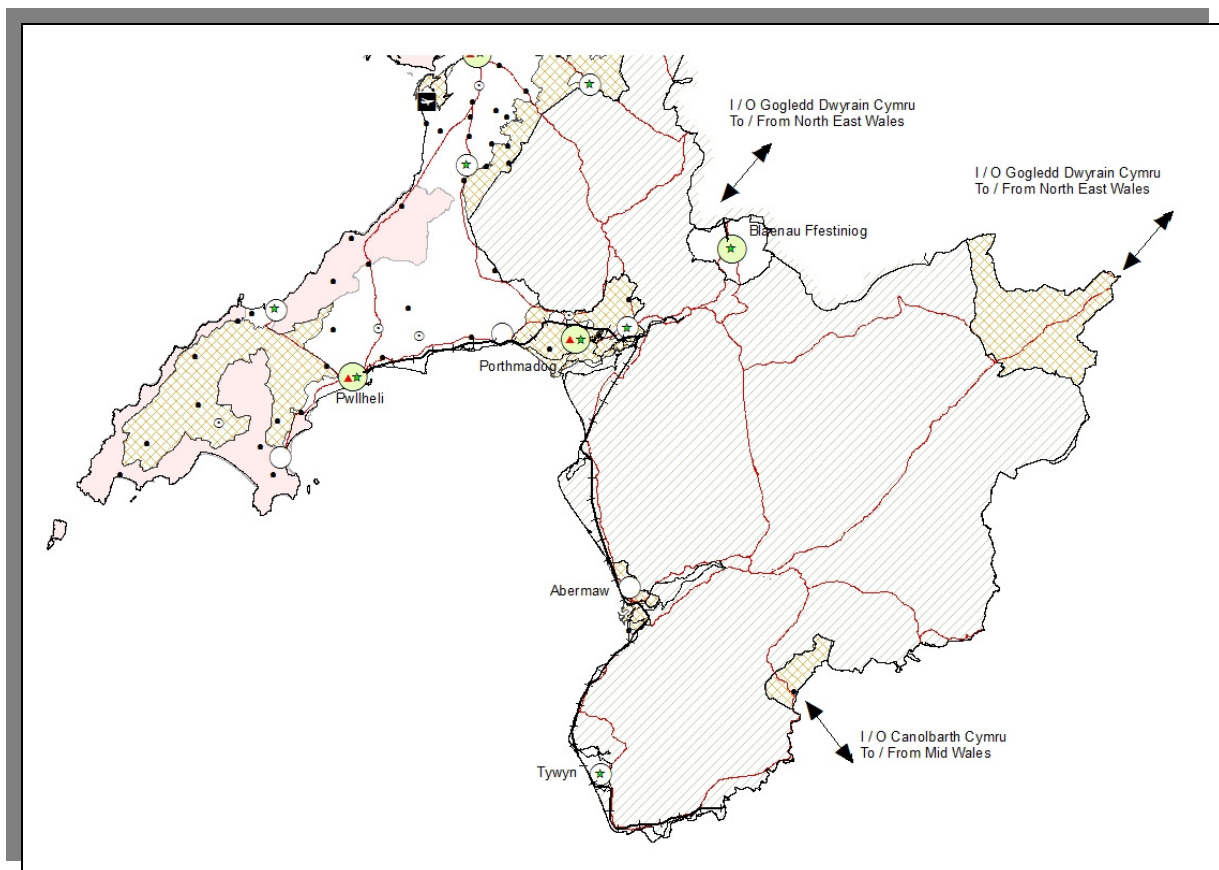 I / O Gogledd Dwyrain Cymru
To / From North East Wales
I / O Gogledd Dwyrain Cymru
To / From North East Wales
Blaenau Ffestiniog
Porthmadog
Pwllheli
Abermaw
I / O Canolbarth Cymru
To / From Mid Wales
Tywyn